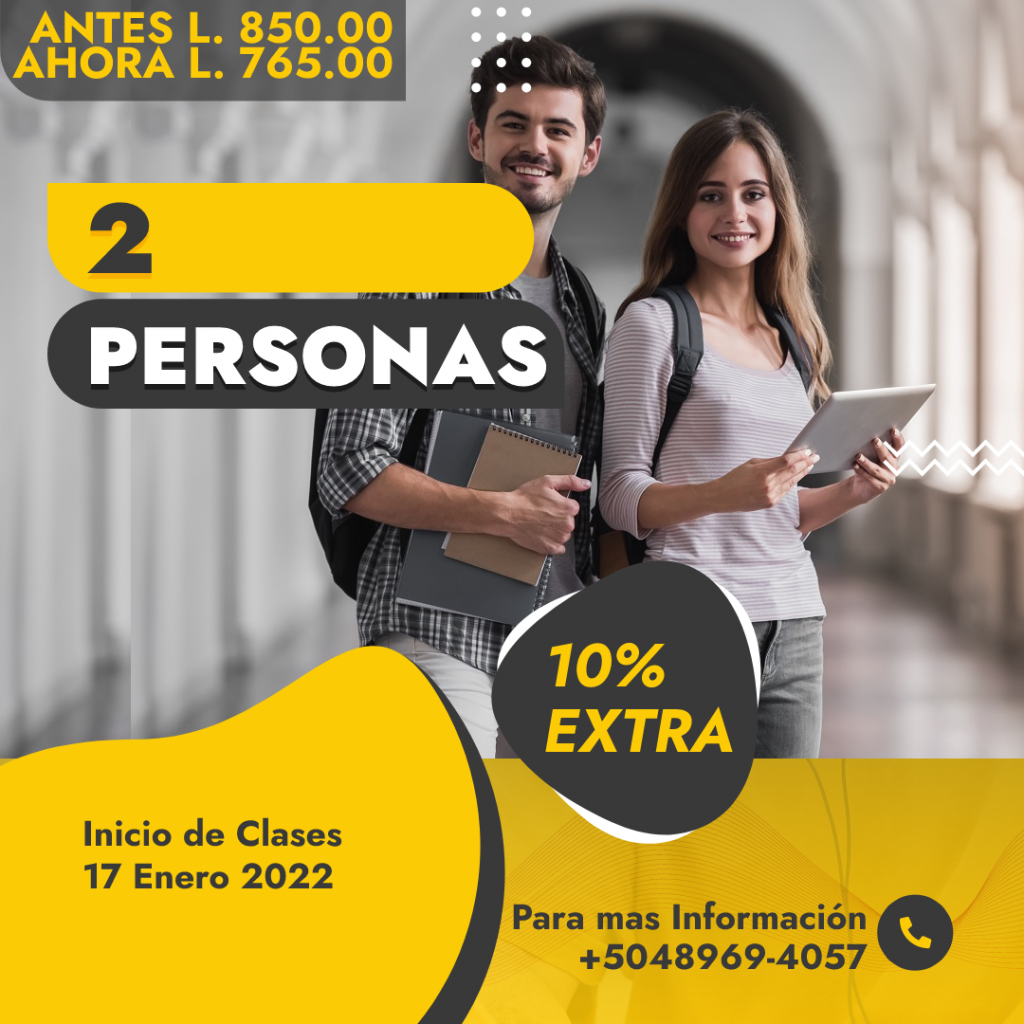 ANTES L. 850.00
AHORA L. 765.00
2
PERSONAS
10%
EXTRA
Inicio de Clases
17 Enero 2022
Para mas Información
+5048969-4057